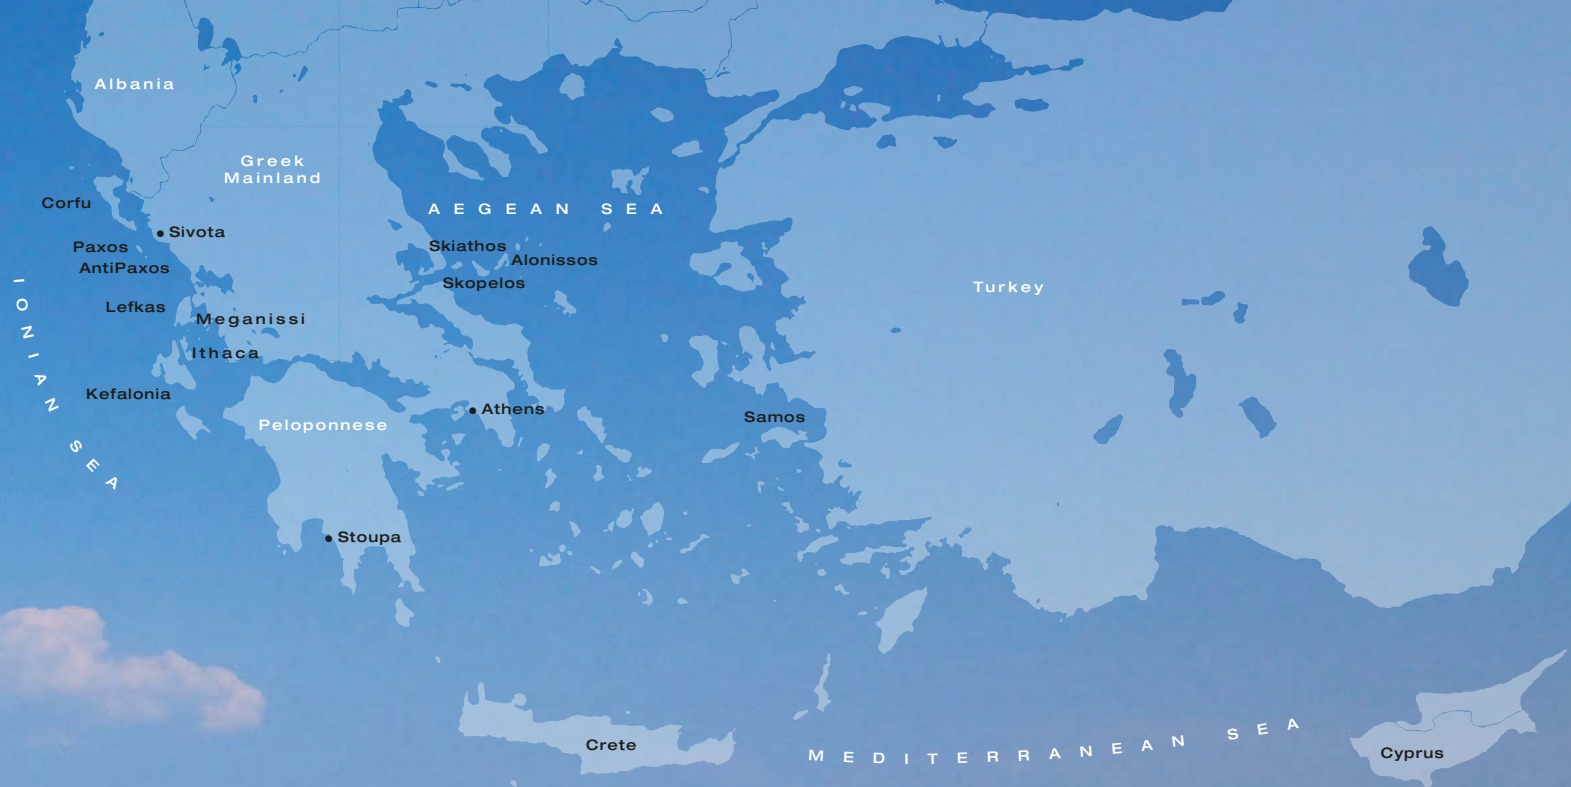 Albania
Greek
Mainland
Corfu
AEGEAN SEA
Sivota
Skiathos
Paxos
Alonissos
AntiPaxos
Skopelos
Turkey
IONIAN SEA
Lefkas
Meganissi
Ithaca
Kefalonia
Athens
Samos
Peloponnese
Stoupa
Crete
MEDITERRANEAN SEA
Cyprus